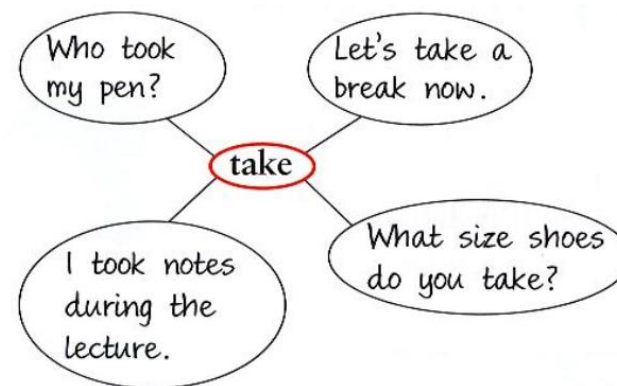 Who took
my pen?
Let's take a
break now.
take
I took notes
during the
lecture.
What size shoes
do you take?